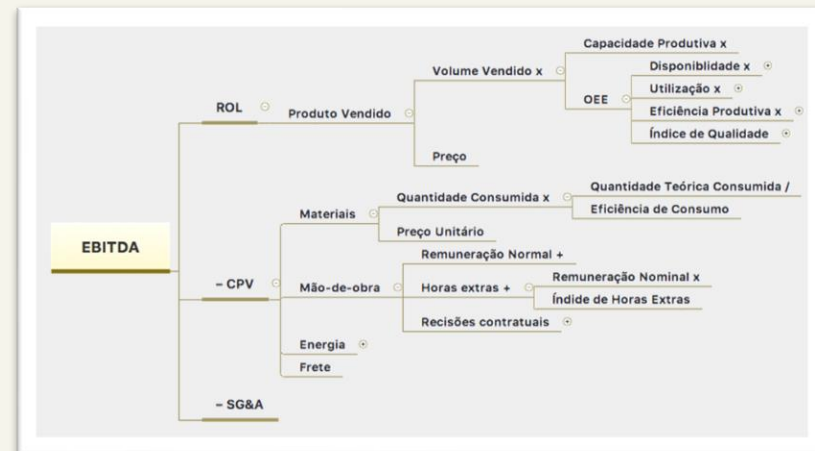 EBITDA
ROL
Produto Vendido
Volume Vendido x
Capacidade Produtiva x
OEE
Disponiblidade x
Utilização x
Eficiência Produtiva x
Índice de Qualidade
Preço
– CPV
Materiais
Quantidade Consumida x
Quantidade Teórica Consumida /
Eficiência de Consumo
Preço Unitário
Mão-de-obra
Remuneração Normal +
Horas extras +
Remuneração Nominal x
Índide de Horas Extras
Recisões contratuais
Energia
Frete
– SG&A